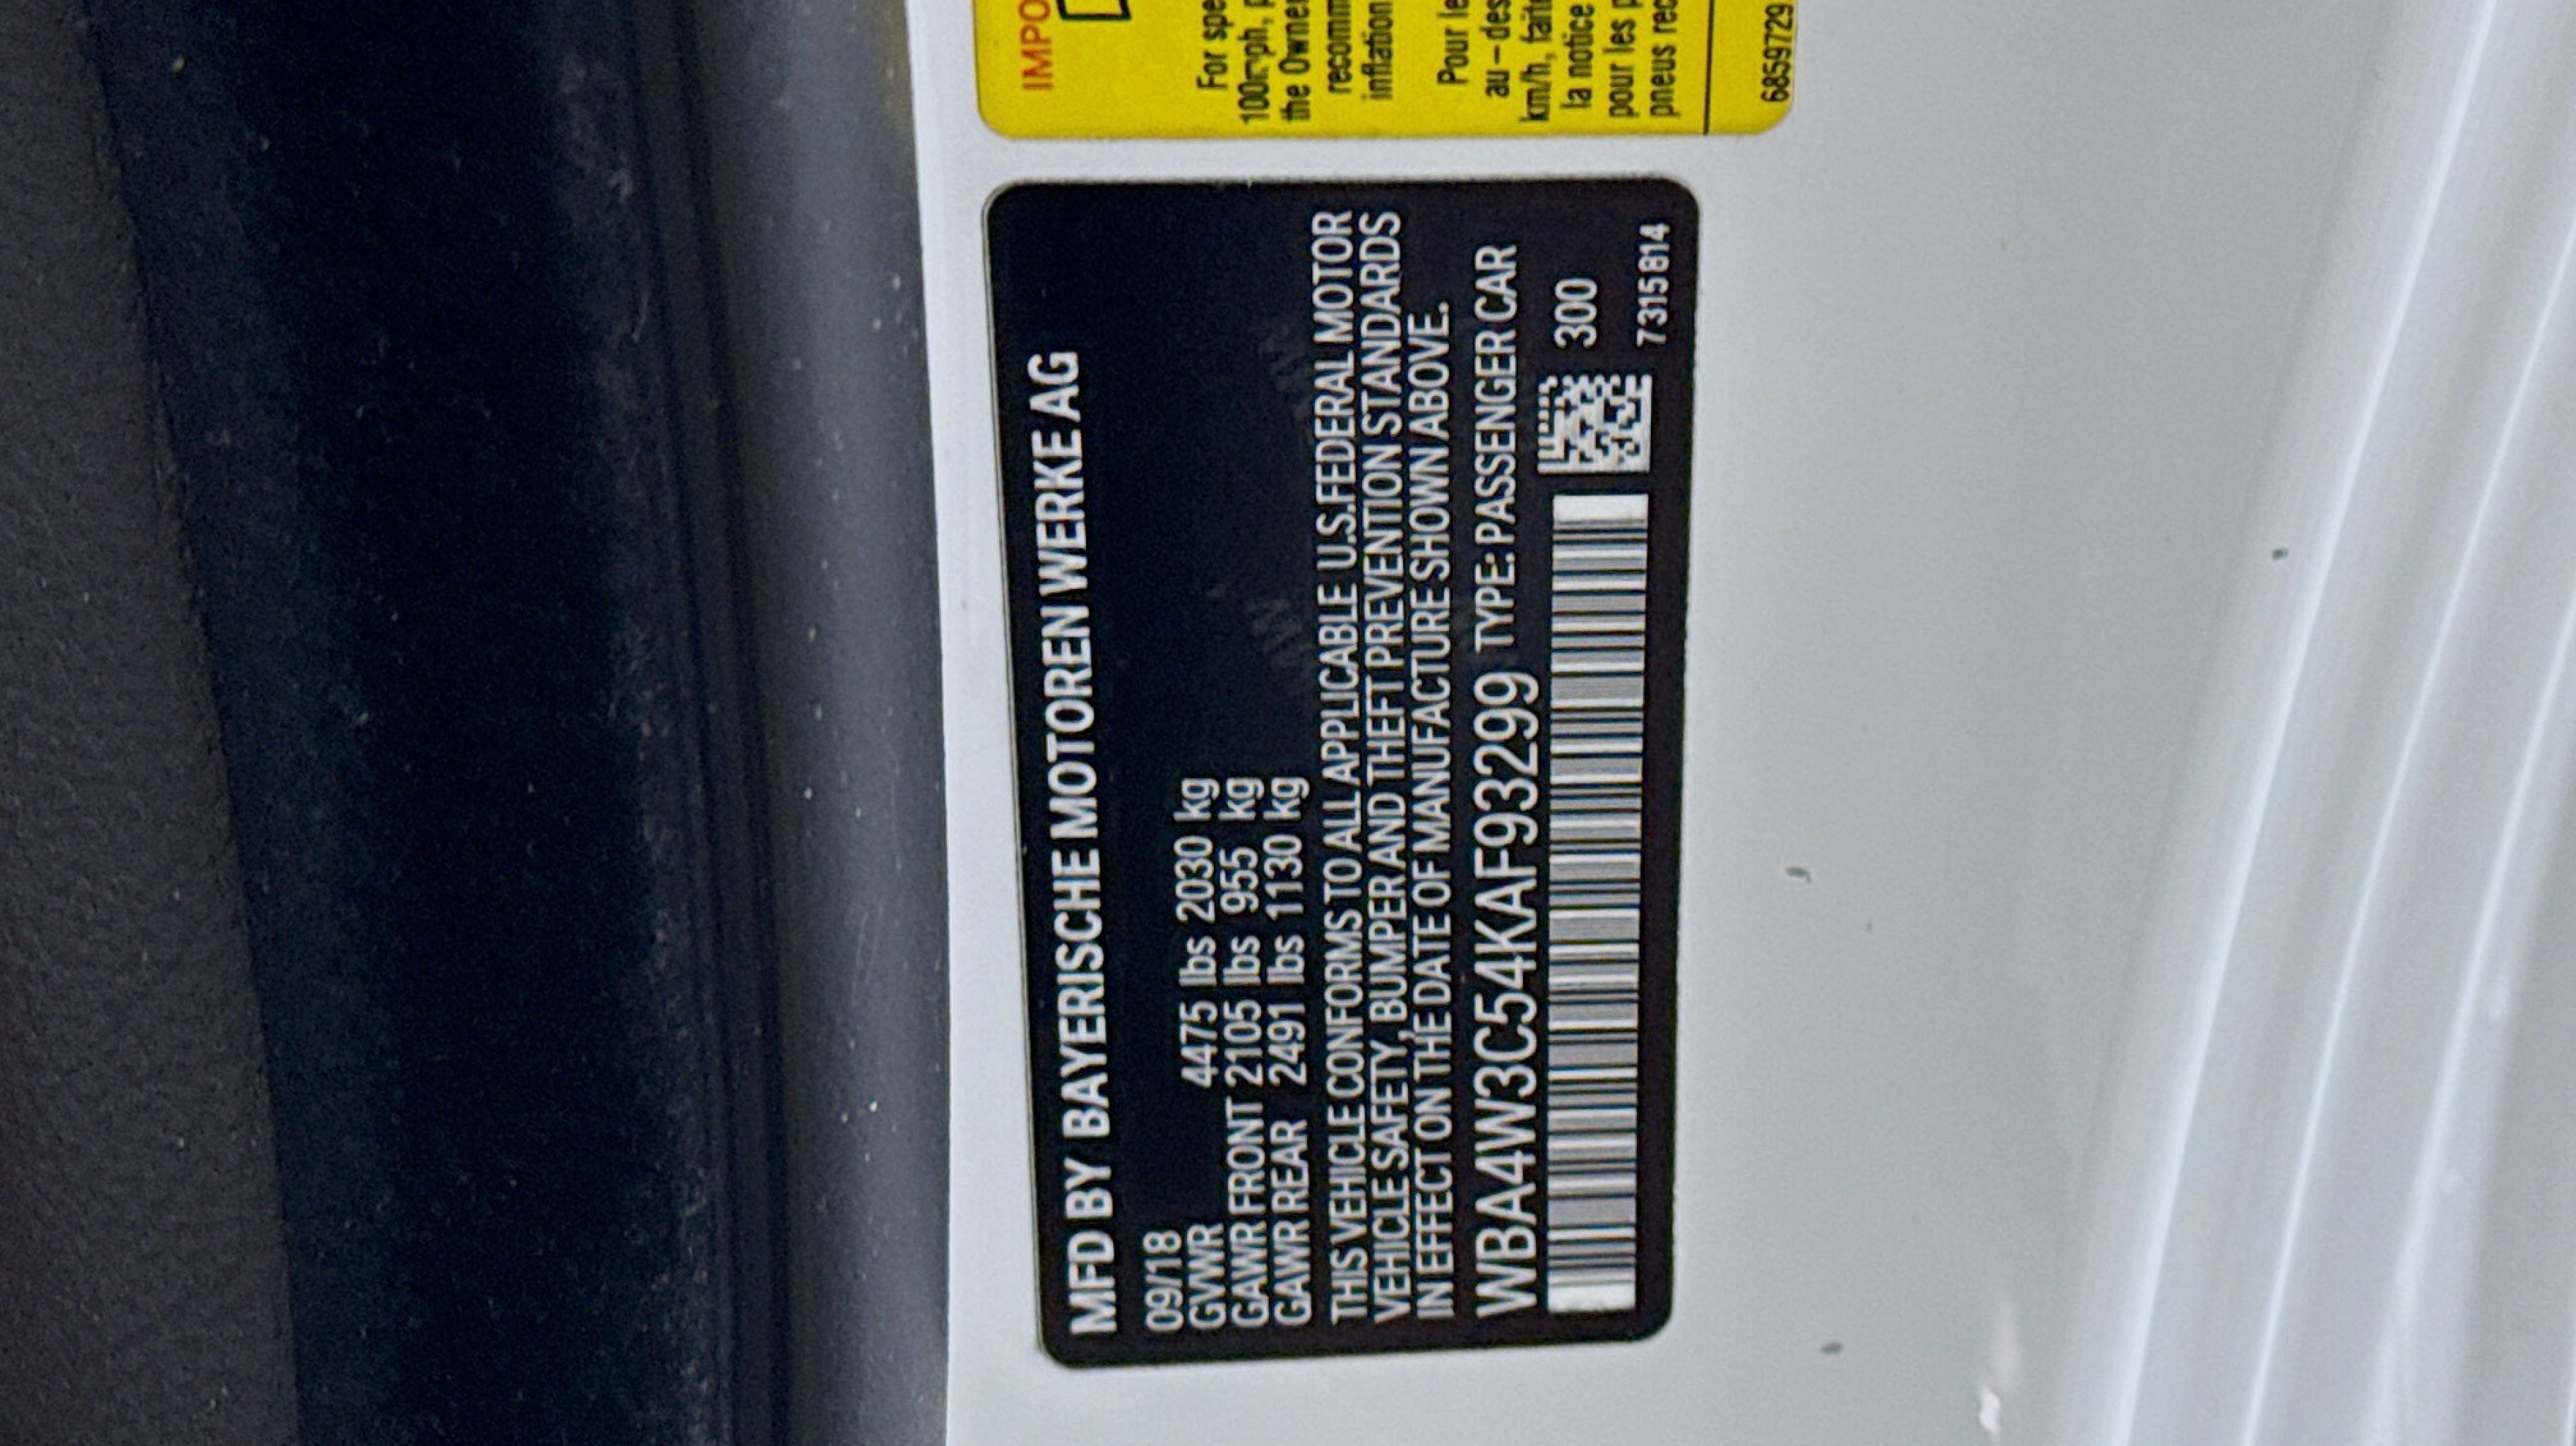 IMPO
For spe
100mph, p
the Owner
recomm
inflation
Pour le
au-des
km/h, faite
la notice
pour les p
pneus rec
6859729
MFD BY BAYERISCHE MOTOREN WERKE AG
09/18
GVWR 4475 lbs 2030 kg
GAWR FRONT 2105 lbs 955 kg
GAWR REAR 2491 lbs 1130 kg
THIS VEHICLE CONFORMS TO ALL APPLICABLE U.S. FEDERAL MOTOR
VEHICLE SAFETY, BUMPER AND THEFT PREVENTION STANDARDS
IN EFFECT ON THE DATE OF MANUFACTURE SHOWN ABOVE.
WBA4W3C54KAF93299 TYPE: PASSENGER CAR
300
7315814